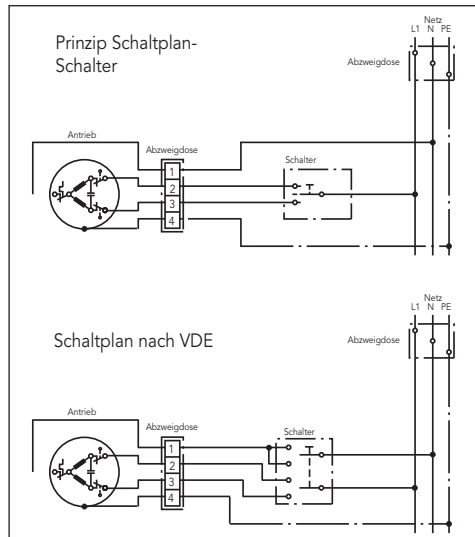 Prinzip Schaltplan-
Schalter
Netz
L1 N PE
Abzweigdose
Antrieb
Abzweigdose
Schalter
1
2
3
4
Schaltplan nach VDE
Netz
L1 N PE
Abzweigdose
Antrieb
Abzweigdose
Schalter
1
2
3
4